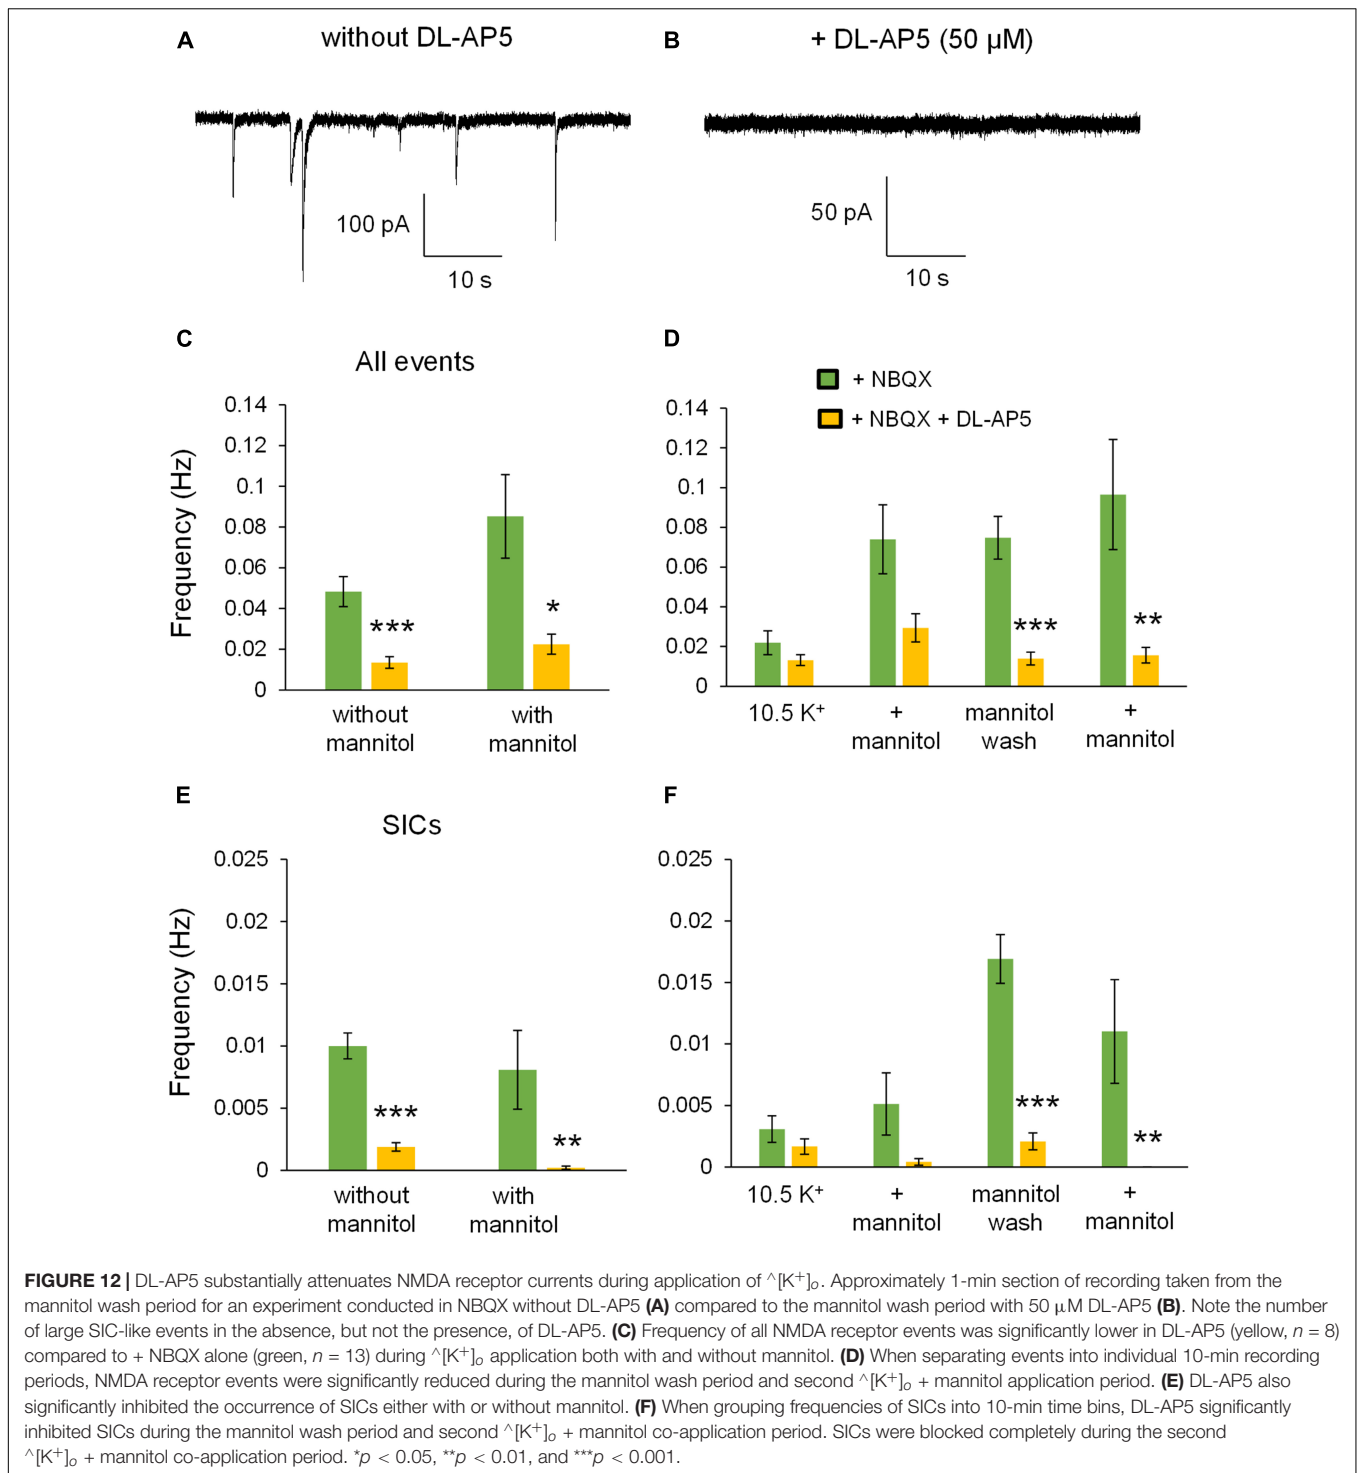 A without DL-AP5
B + DL-AP5 (50 µM)
100 pA
10 s
50 pA
10 s
C
All events
Frequency (Hz)
0.14
0.12
0.1
0.08
0.06
0.04
0.02
0
***
*
without mannitol
with mannitol
D
+ NBQX
+ NBQX + DL-AP5
0.14
0.12
0.1
0.08
0.06
0.04
0.02
0
***
**
10.5 K⁺
+ mannitol
mannitol wash
+ mannitol
E
SICs
Frequency (Hz)
0.025
0.02
0.015
0.01
0.005
0
***
**
without mannitol
with mannitol
F
0.025
0.02
0.015
0.01
0.005
0
***
**
10.5 K⁺
+ mannitol
mannitol wash
+ mannitol
FIGURE 12 | DL-AP5 substantially attenuates NMDA receptor currents during application of ^[K⁺]ₒ. Approximately 1-min section of recording taken from the
mannitol wash period for an experiment conducted in NBQX without DL-AP5 (A) compared to the mannitol wash period with 50 µM DL-AP5 (B). Note the number
of large SIC-like events in the absence, but not the presence, of DL-AP5. (C) Frequency of all NMDA receptor events was significantly lower in DL-AP5 (yellow, n = 8)
compared to + NBQX alone (green, n = 13) during ^[K⁺]ₒ application both with and without mannitol. (D) When separating events into individual 10-min recording
periods, NMDA receptor events were significantly reduced during the mannitol wash period and second ^[K⁺]ₒ + mannitol application period. (E) DL-AP5 also
significantly inhibited the occurrence of SICs either with or without mannitol. (F) When grouping frequencies of SICs into 10-min time bins, DL-AP5 significantly
inhibited SICs during the mannitol wash period and second ^[K⁺]ₒ + mannitol co-application period. SICs were blocked completely during the second
^[K⁺]ₒ + mannitol co-application period. *p < 0.05, **p < 0.01, and ***p < 0.001.